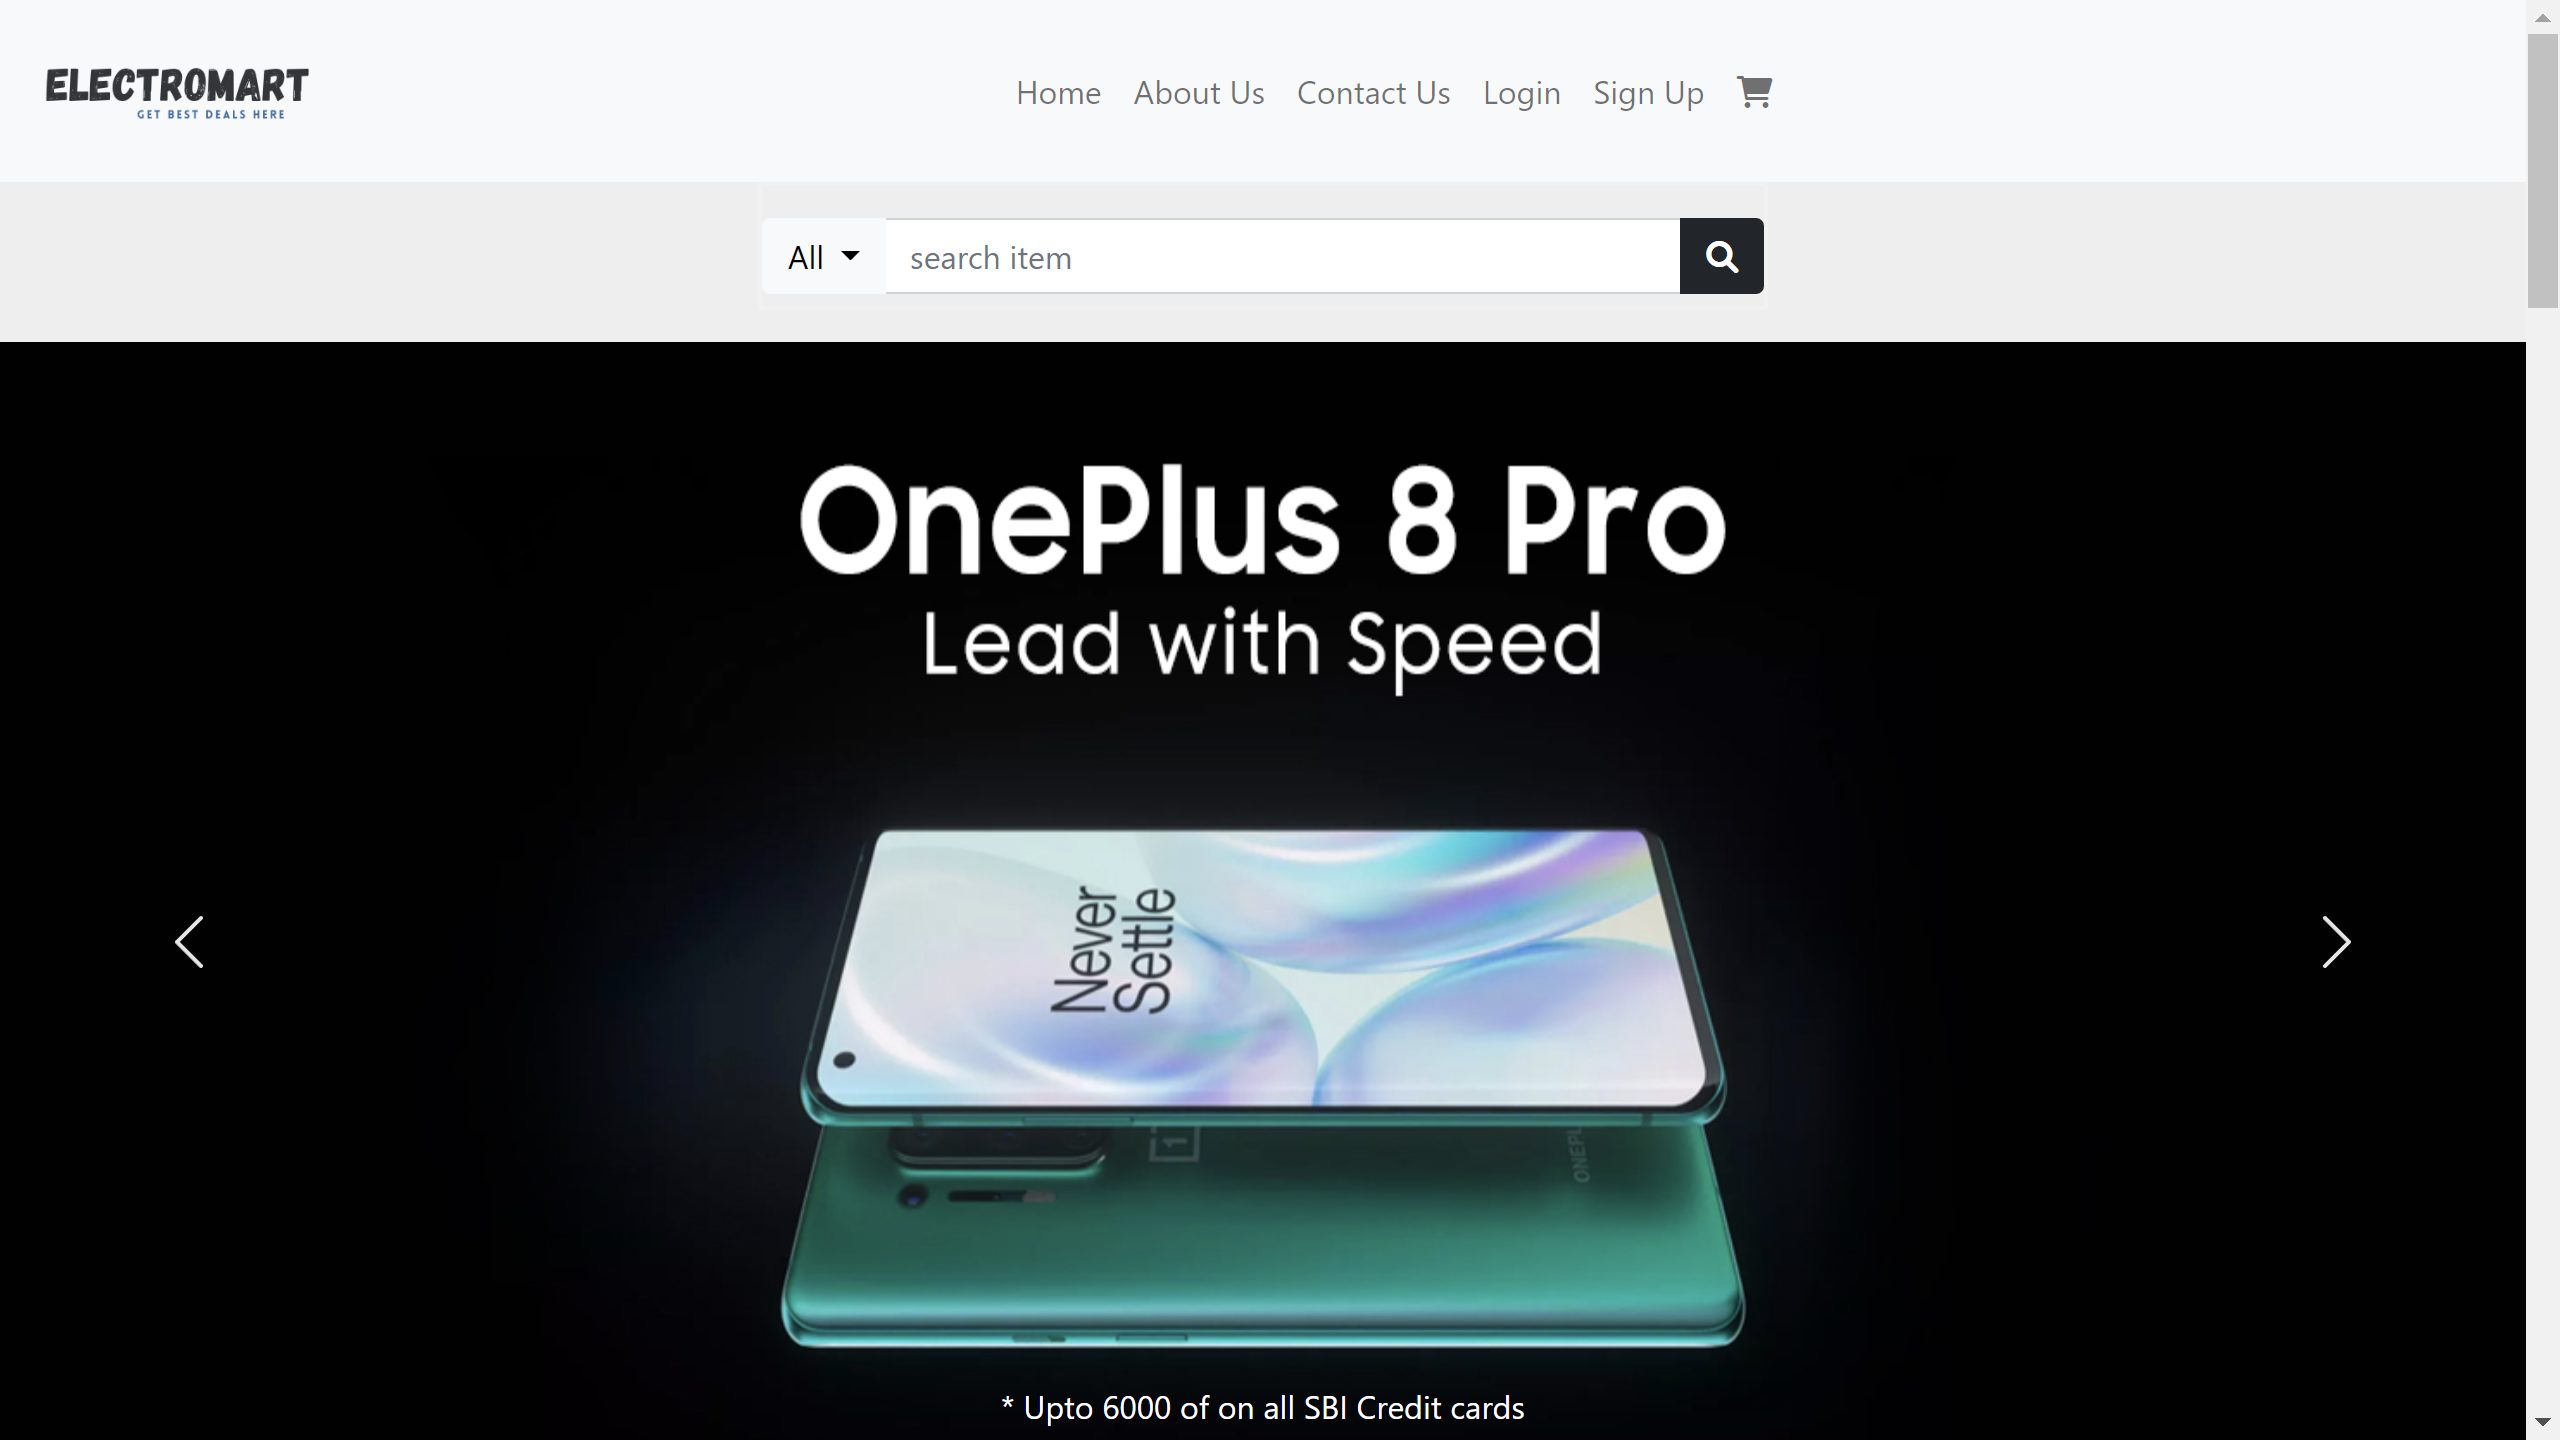 ELECTROMART
GET BEST DEALS HERE
Home
About Us
Contact Us
Login
Sign Up
All
search item
OnePlus 8 Pro
Lead with Speed
Never
Settle
1
ONEPL
* Upto 6000 of on all SBI Credit cards